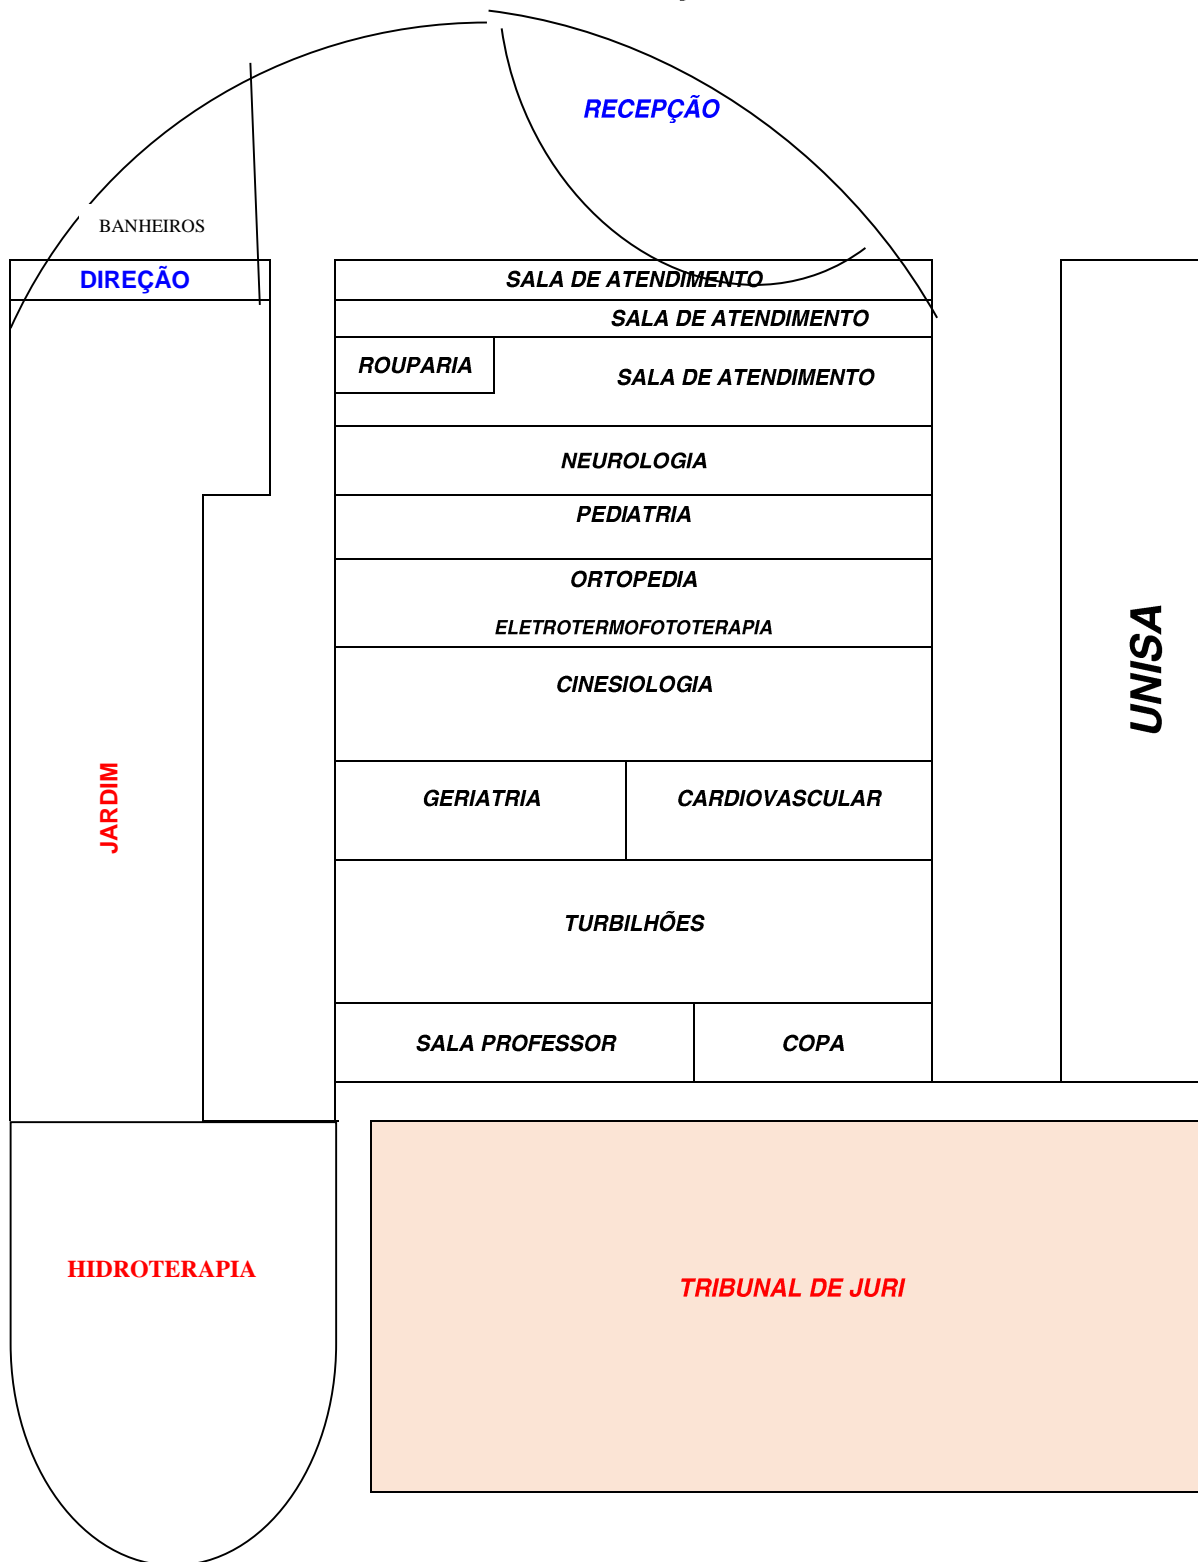 RECEPÇÃO
BANHEIROS
DIREÇÃO
SALA DE ATENDIMENTO
SALA DE ATENDIMENTO
ROUPARIA
SALA DE ATENDIMENTO
NEUROLOGIA
PEDIATRIA
ORTOPEDIA
ELETROTERMOFOTOTERAPIA
CINESIOLOGIA
UNISA
JARDIM
GERIATRIA
CARDIOVASCULAR
TURBILHÕES
SALA PROFESSOR
COPA
HIDROTERAPIA
TRIBUNAL DE JURI